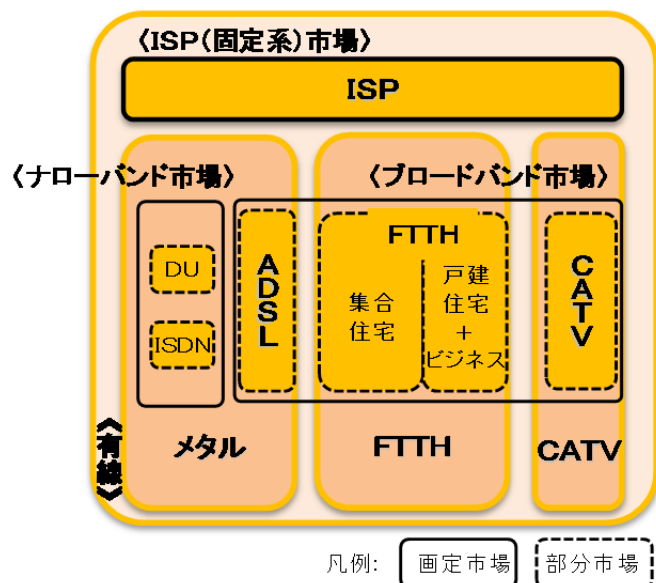 〈ISP(固定系)市場〉
ISP
〈ナローバンド市場〉
〈ブロードバンド市場〉
DU
ISDN
ADSL
FTTH
集合
住宅
戸建
住宅
+
ビジネス
CATV
《有線》
メタル
FTTH
CATV
凡例:
画定市場
部分市場